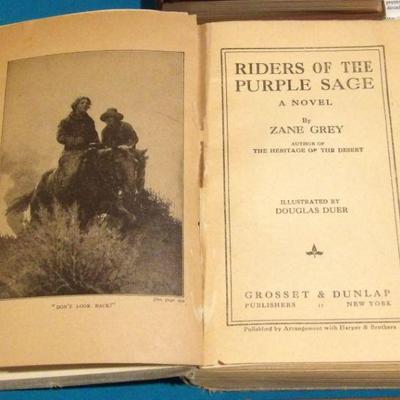 "DON'T LOOK BACK!"
RIDERS OF THE
PURPLE SAGE
A NOVEL
By
ZANE GREY
AUTHOR OF
THE HERITAGE OF THE DESERT
ILLUSTRATED BY
DOUGLAS DUER
GROSSET & DUNLAP
PUBLISHERS :: NEW YORK
Published by Arrangement with Harper & Brothers